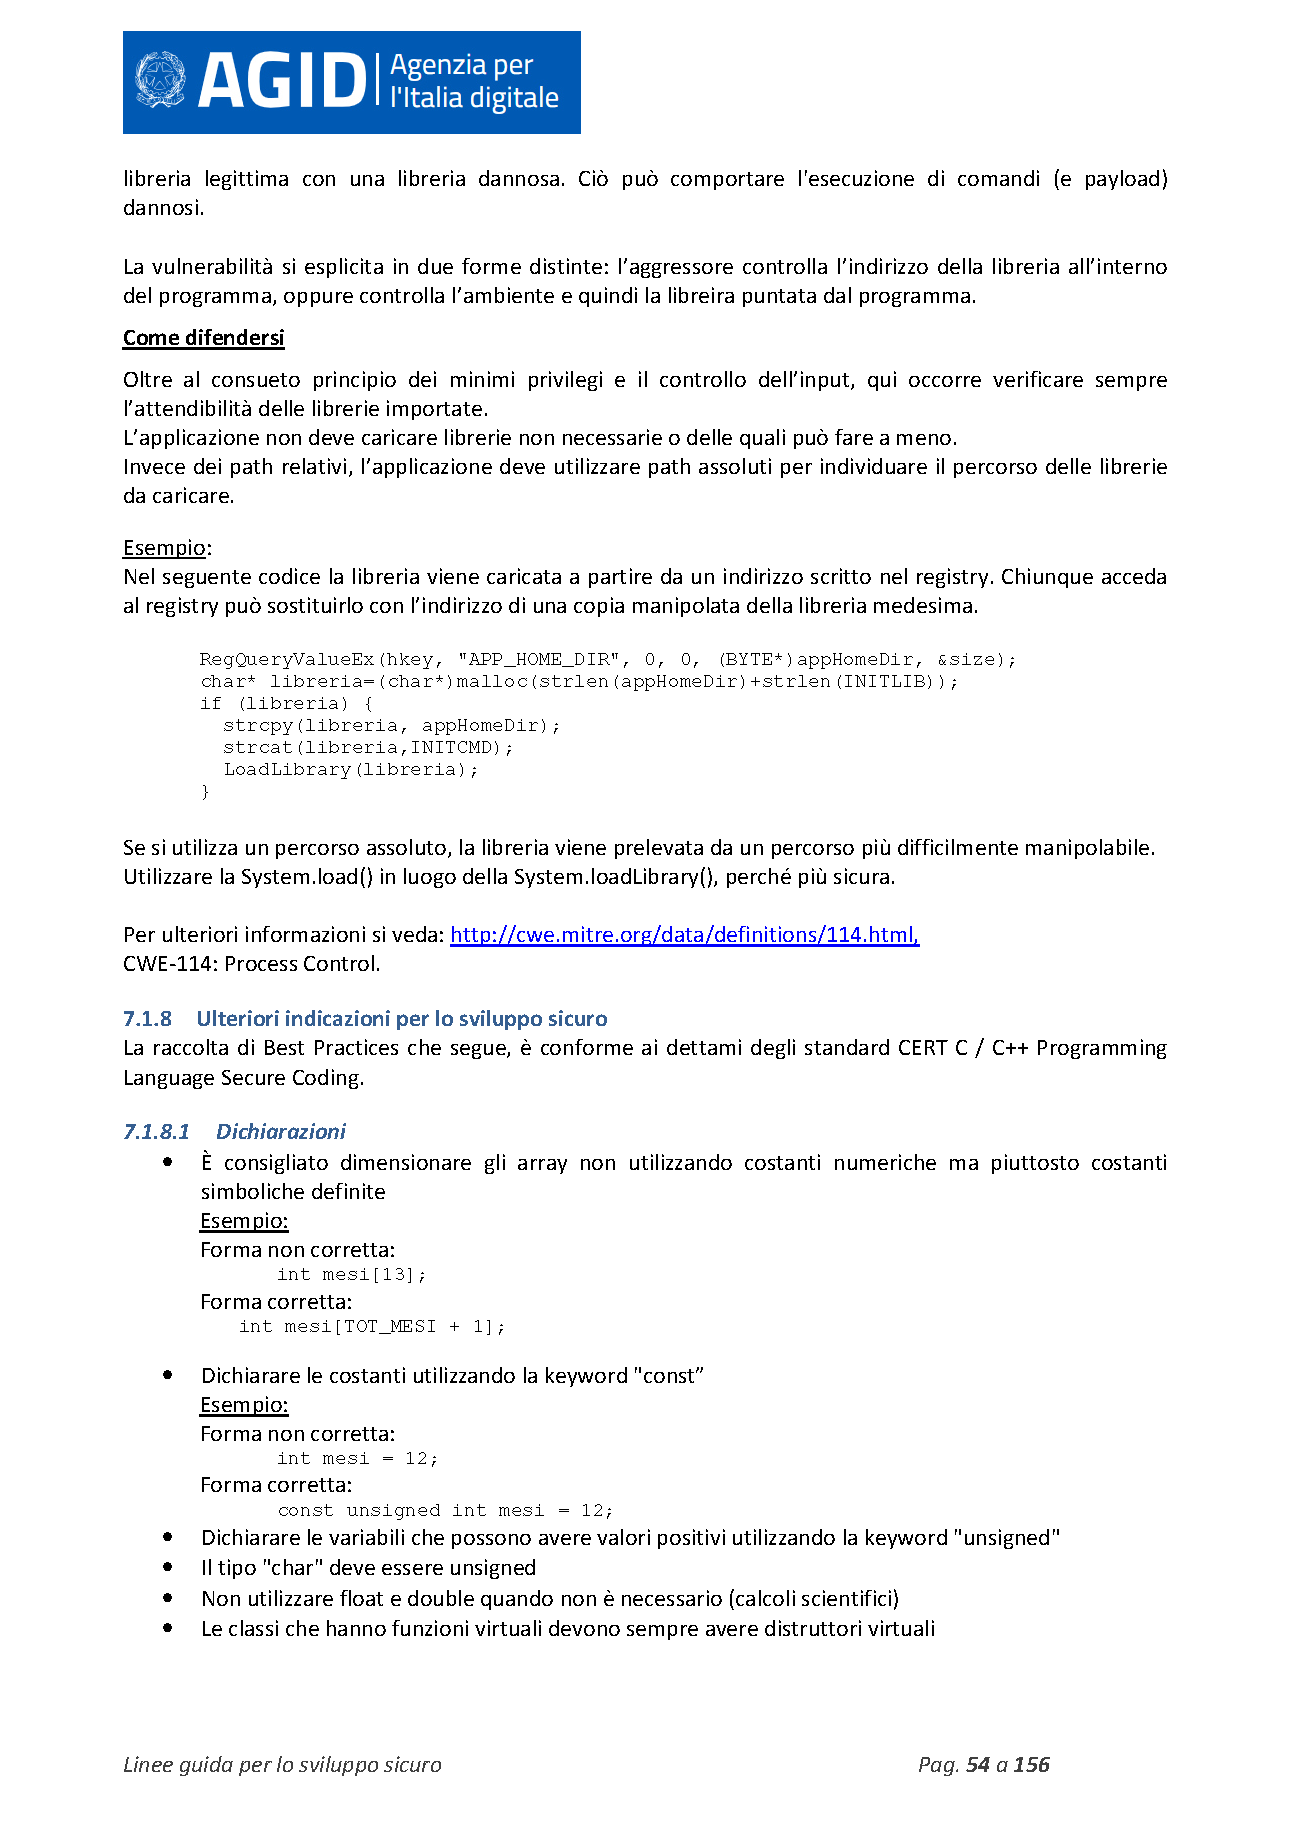 AGID Agenzia per
l'Italia digitale
libreria legittima con una libreria dannosa. Ciò può comportare l'esecuzione di comandi (e payload)
dannosi.
La vulnerabilità si esplicita in due forme distinte: l’aggressore controlla l’indirizzo della libreria all’interno
del programma, oppure controlla l’ambiente e quindi la libreira puntata dal programma.
Come difendersi
Oltre al consueto principio dei minimi privilegi e il controllo dell’input, qui occorre verificare sempre
l’attendibilità delle librerie importate.
L’applicazione non deve caricare librerie non necessarie o delle quali può fare a meno.
Invece dei path relativi, l’applicazione deve utilizzare path assoluti per individuare il percorso delle librerie
da caricare.
Esempio:
Nel seguente codice la libreria viene caricata a partire da un indirizzo scritto nel registry. Chiunque acceda
al registry può sostituirlo con l’indirizzo di una copia manipolata della libreria medesima.
RegQueryValueEx(hkey, "APP_HOME_DIR", 0, 0, (BYTE*)appHomeDir, &size);
char* libreria=(char*)malloc(strlen(appHomeDir)+strlen(INITLIB));
if (libreria) {
strcpy(libreria, appHomeDir);
strcat(libreria,INITCMD);
LoadLibrary(libreria);
}
Se si utilizza un percorso assoluto, la libreria viene prelevata da un percorso più difficilmente manipolabile.
Utilizzare la System.load() in luogo della System.loadLibrary(), perché più sicura.
Per ulteriori informazioni si veda: http://cwe.mitre.org/data/definitions/114.html,
CWE-114: Process Control.
7.1.8 Ulteriori indicazioni per lo sviluppo sicuro
La raccolta di Best Practices che segue, è conforme ai dettami degli standard CERT C / C++ Programming
Language Secure Coding.
7.1.8.1 Dichiarazioni
• È consigliato dimensionare gli array non utilizzando costanti numeriche ma piuttosto costanti
simboliche definite
Esempio:
Forma non corretta:
int mesi[13];
Forma corretta:
int mesi[TOT_MESI + 1];
• Dichiarare le costanti utilizzando la keyword "const”
Esempio:
Forma non corretta:
int mesi = 12;
Forma corretta:
const unsigned int mesi = 12;
• Dichiarare le variabili che possono avere valori positivi utilizzando la keyword "unsigned"
• Il tipo "char" deve essere unsigned
• Non utilizzare float e double quando non è necessario (calcoli scientifici)
• Le classi che hanno funzioni virtuali devono sempre avere distruttori virtuali
Linee guida per lo sviluppo sicuro Pag. 54 a 156